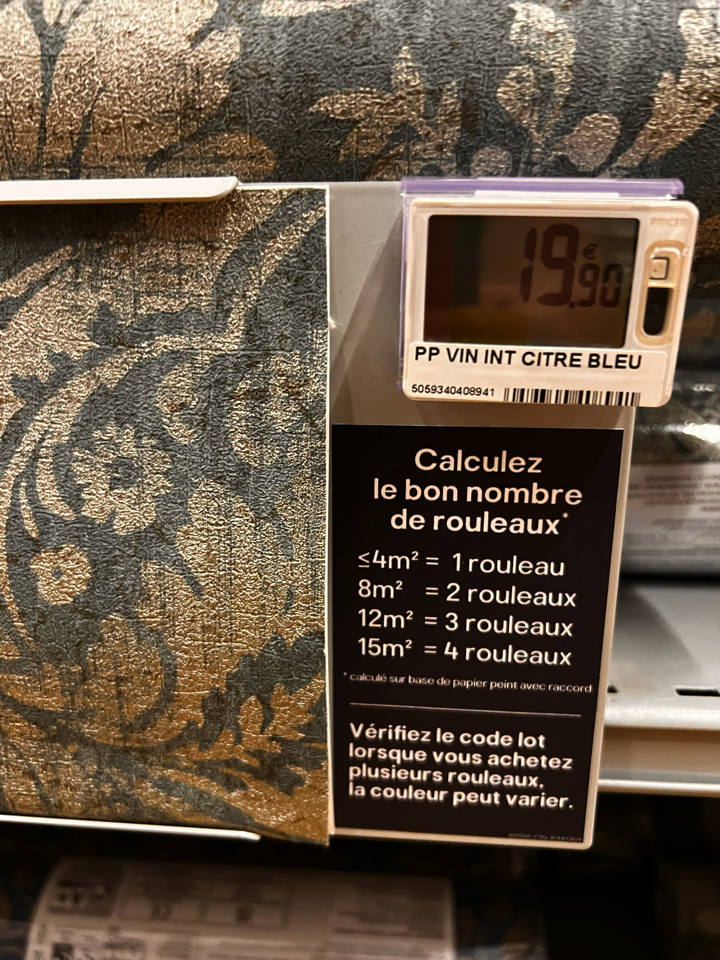 19€.90
PP VIN INT CITRE BLEU
5059340408941
Calculez
le bon nombre
de rouleaux*
≤4m² = 1 rouleau
8m² = 2 rouleaux
12m² = 3 rouleaux
15m² = 4 rouleaux
* calculé sur base de papier peint avec raccord
Vérifiez le code lot
lorsque vous achetez
plusieurs rouleaux,
la couleur peut varier.